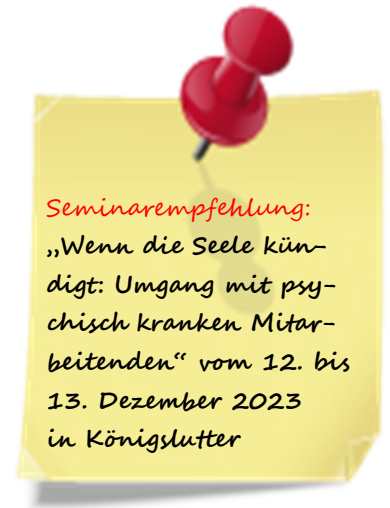 Seminarempfehlung:
„Wenn die Seele kün-
digt: Umgang mit psy-
chisch kranken Mitar-
beitenden“ vom 12. bis
13. Dezember 2023
in Königslutter